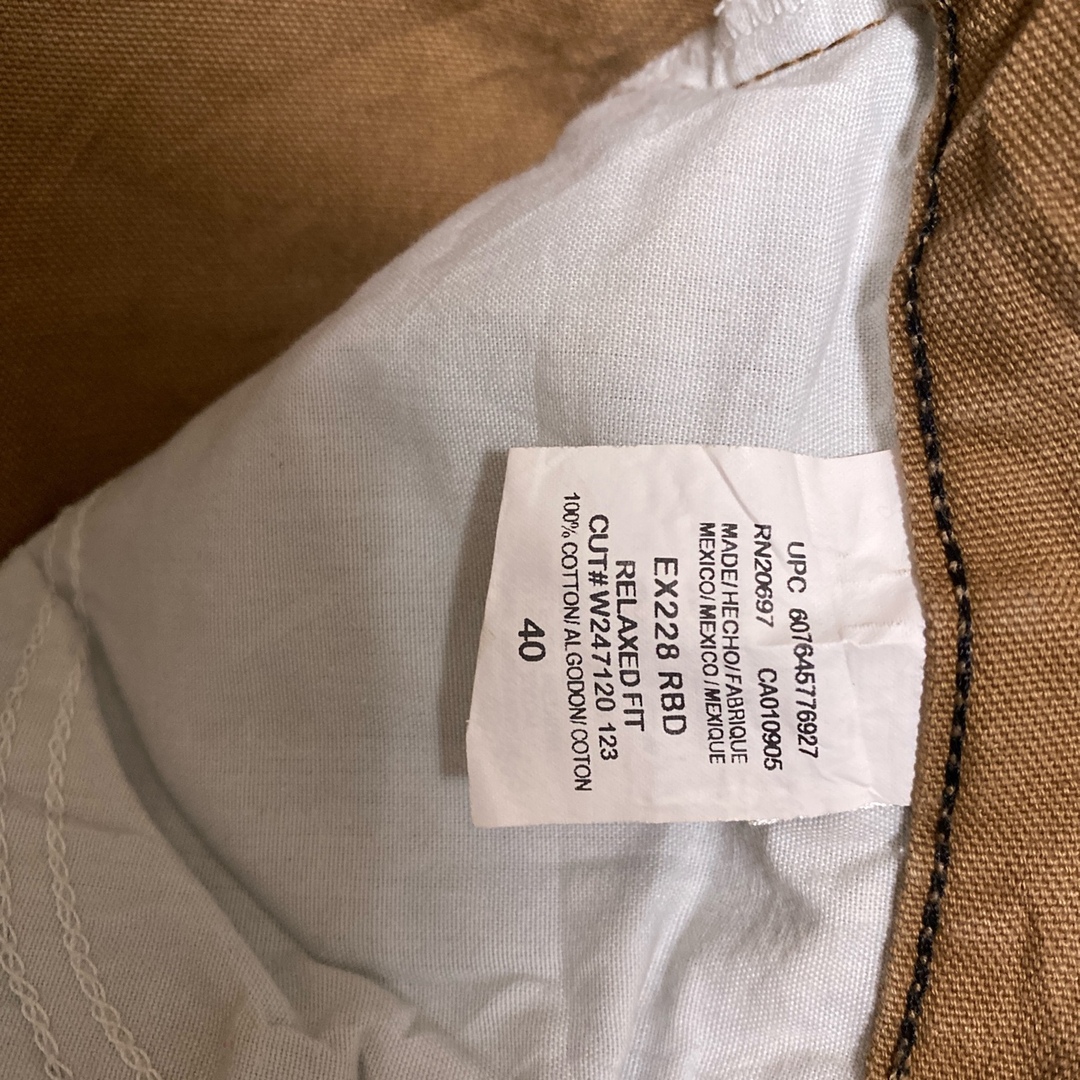 UPC 607645776927
RN20697 CA010905
MADE/HECHO/FABRIQUE
MEXICO/MEXICO/MEXIQUE
EX228 RBD
RELAXED FIT
CUT#W247120 123
100% COTTON/ALGODON/COTON
40